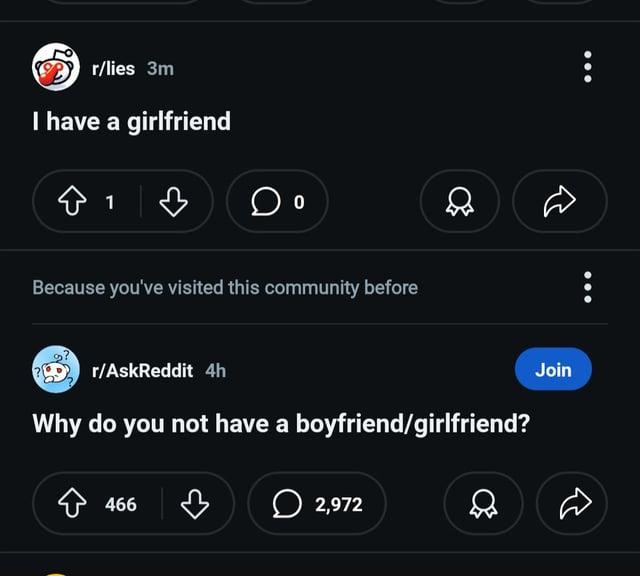 r/lies 3m
I have a girlfriend
1
0
Because you've visited this community before
r/AskReddit 4h
Join
Why do you not have a boyfriend/girlfriend?
466
2,972